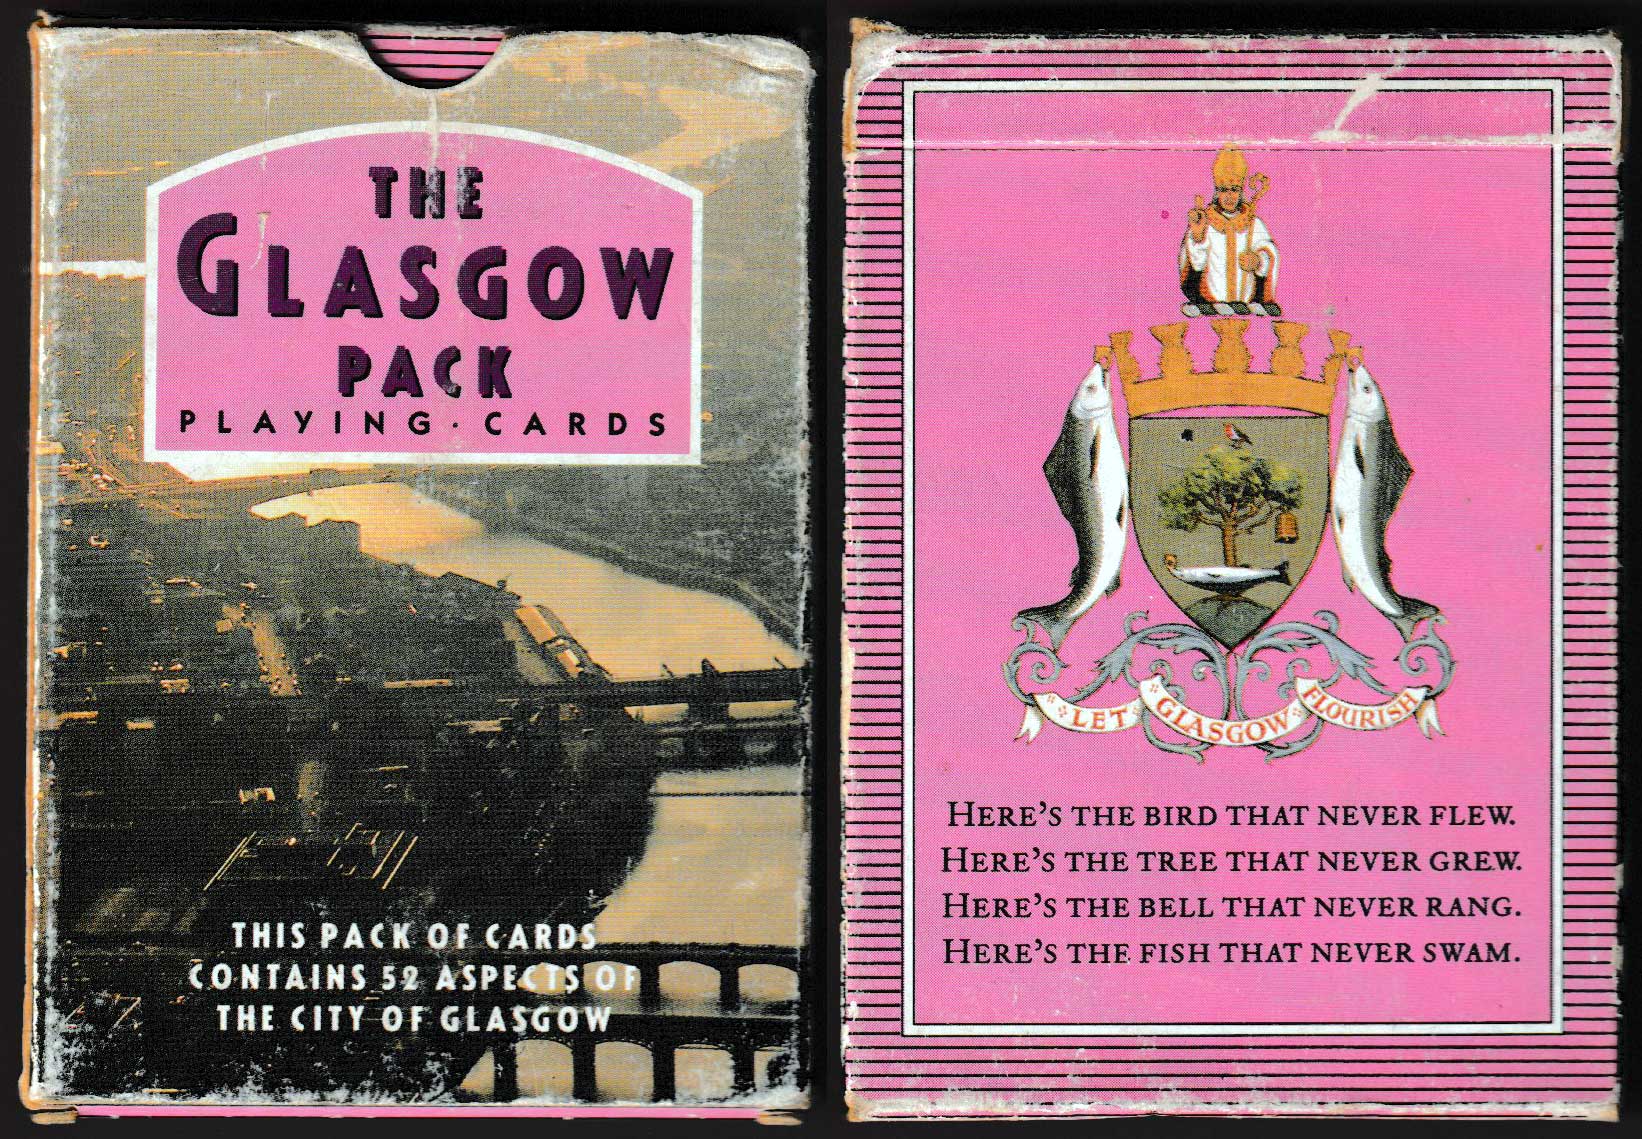 THE
GLASGOW
PACK
PLAYING·CARDS
THIS PACK OF CARDS
CONTAINS 52 ASPECTS OF
THE CITY OF GLASGOW
LET GLASGOW FLOURISH
HERE'S THE BIRD THAT NEVER FLEW.
HERE'S THE TREE THAT NEVER GREW.
HERE'S THE BELL THAT NEVER RANG.
HERE'S THE FISH THAT NEVER SWAM.